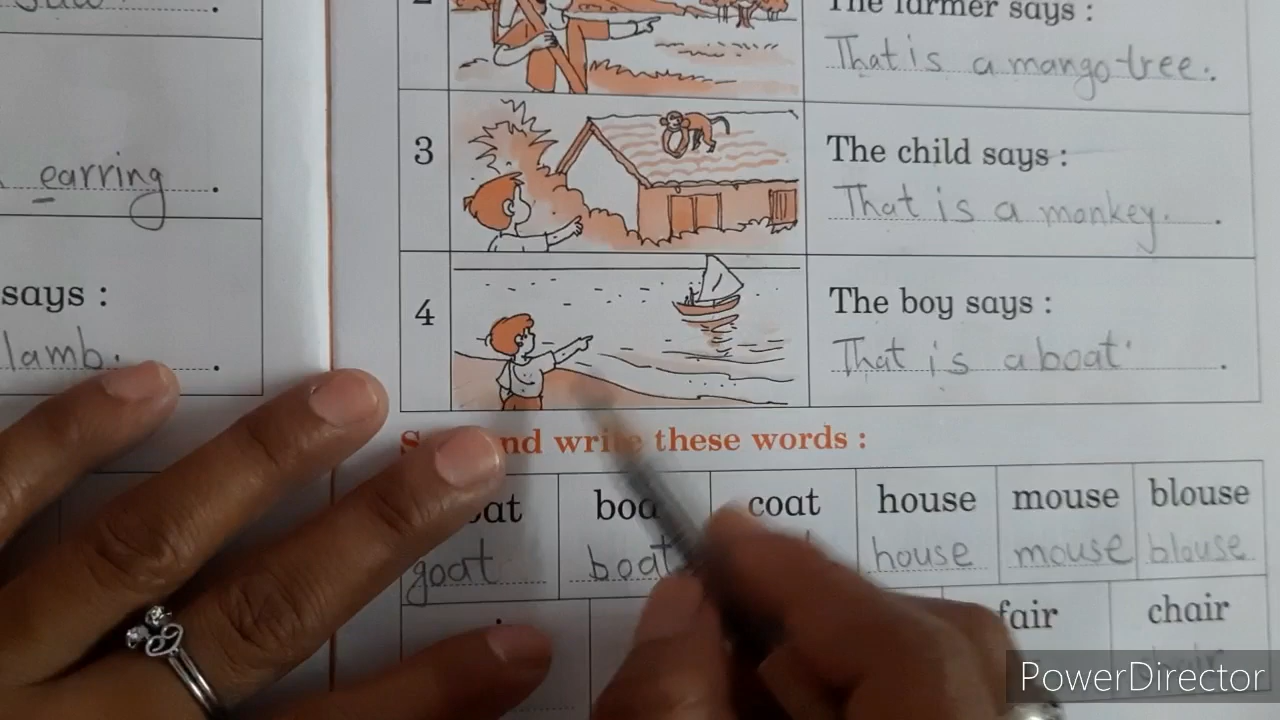 earring .
says :
lamb. .
2
The farmer says :
That is a mango-tree..
3
The child says :
That is a monkey. .
4
The boy says :
That is a boat .
write these words :
coat house mouse blouse
goat boat house mouse blouse
fair chair
chair
PowerDirector